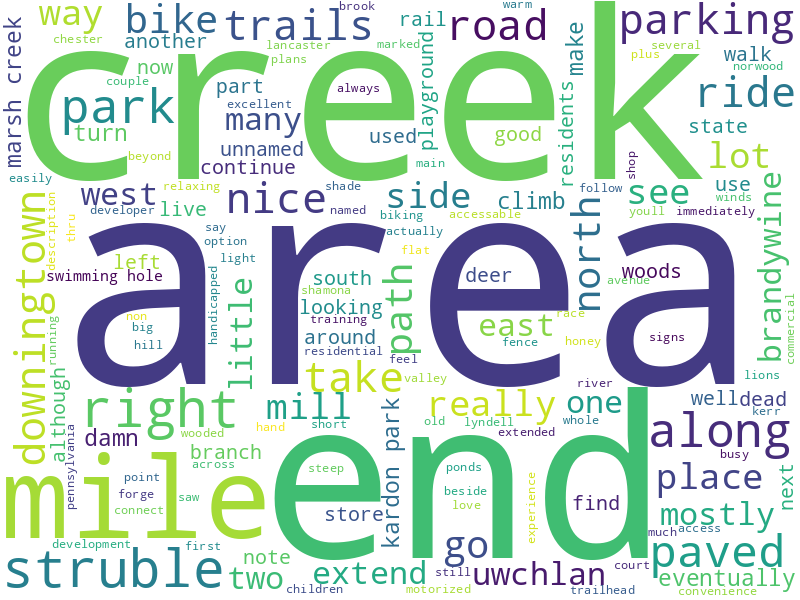 brook
way
bike
trails
rail
warm
road
parking
chester
another
lancaster
marked
several
plans
plus
norwood
marsh creek
now
couple
park
part
excellent
always
playground
make
walk
ride
creek
turn
many
used
good
residents
state
unnamed
beyond
continue
main
lot
easily
shop
west
relaxing
nice
shade
side
climb
north
see
use
follow
winds
developer
live
named
biking
accessable
youll
immediately
description
thru
say
actually
downingtown
option
flat
brandywine
area
left
light
swimming hole
handicapped
south
path
deer
woods
avenue
shamona
looking
non
little
training
east
race
commercial
running
big
around
fence
honey
signs
hill
residential
feel
take
valley
lions
although
right
mill
really
river
one
well
dead
kerr
kardon park
short
old
lyndell
whole
along
damn
wooded
hand
extended
busy
pennsylvania
branch
across
steep
ponds
place
next
mile
end
point
beside
forge
saw
love
find
connect
store
experience
mostly
much
access
development
first
note
go
paved
struble
two
extend
still
uwchlan
court
eventually
children
motorized
trailhead
convenience